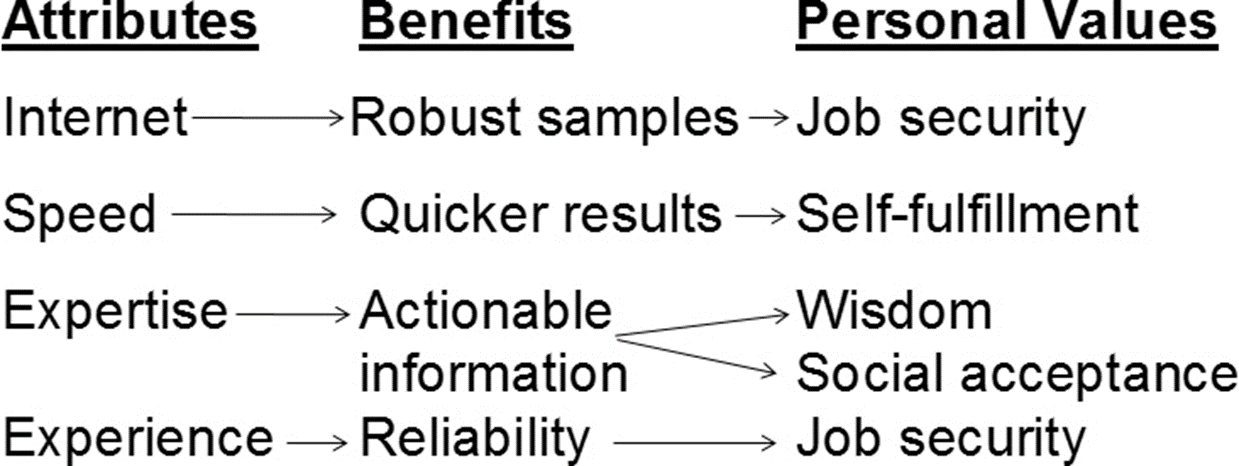 Attributes Benefits Personal Values
Internet Robust samples Job security
Speed Quicker results Self-fulfillment
Expertise Actionable Wisdom
information Social acceptance
Experience Reliability Job security